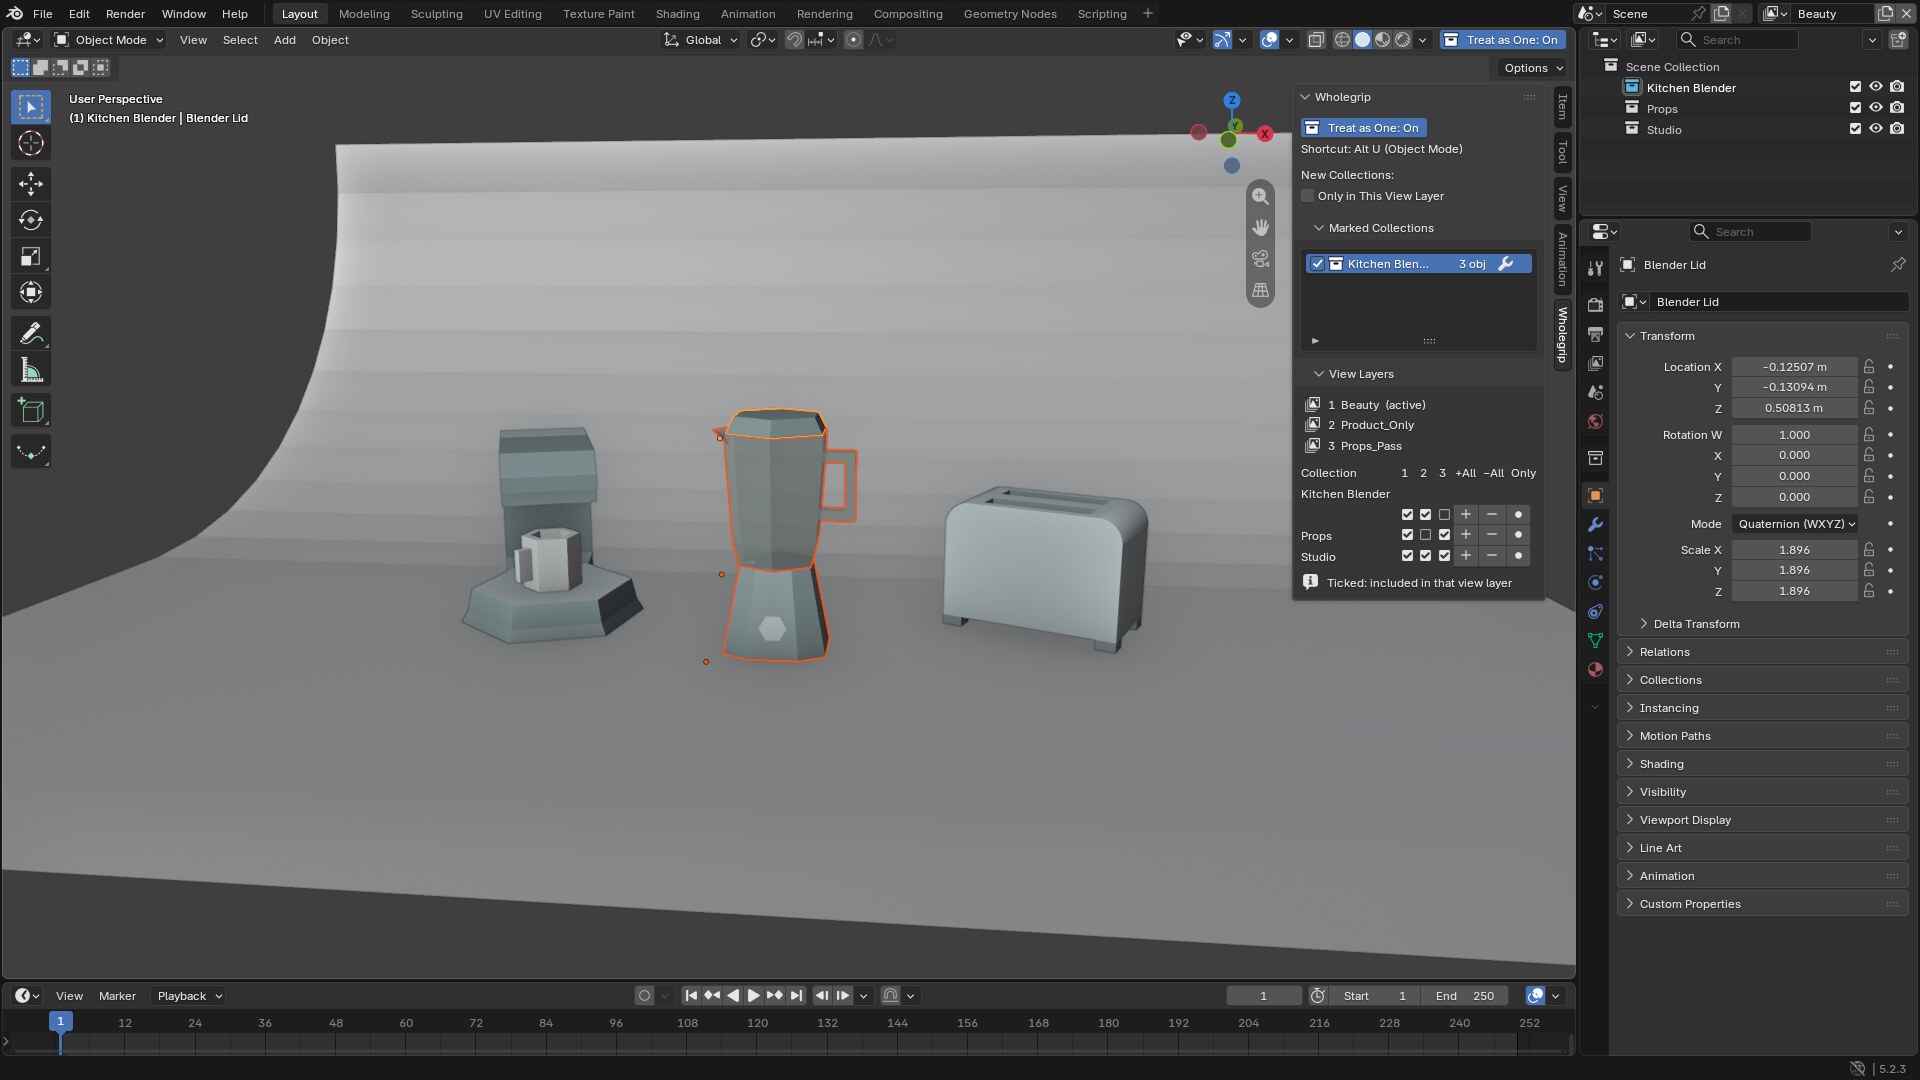 File Edit Render Window Help Layout Modeling Sculpting UV Editing Texture Paint Shading Animation Rendering Compositing Geometry Nodes Scripting Scene Beauty
Object Mode View Select Add Object Global Treat as One: On Search
Options
Scene Collection
Kitchen Blender
Props
Studio
User Perspective
(1) Kitchen Blender | Blender Lid
Z
Y
X
Wholegrip
Treat as One: On
Shortcut: Alt U (Object Mode)
New Collections:
Only in This View Layer
Marked Collections
Kitchen Blen... 3 obj
View Layers
1 Beauty (active)
2 Product_Only
3 Props_Pass
Collection 1 2 3 +All −All Only
Kitchen Blender
Props
Studio
Ticked: included in that view layer
Item
Tool
View
Animation
Wholegrip
Search
Blender Lid
Blender Lid
Transform
Location X -0.12507 m
Y -0.13094 m
Z 0.50813 m
Rotation W 1.000
X 0.000
Y 0.000
Z 0.000
Mode Quaternion (WXYZ)
Scale X 1.896
Y 1.896
Z 1.896
Delta Transform
Relations
Collections
Instancing
Motion Paths
Shading
Visibility
Viewport Display
Line Art
Animation
Custom Properties
View Marker Playback 1 Start 1 End 250
1 12 24 36 48 60 72 84 96 108 120 132 144 156 168 180 192 204 216 228 240 252
5.2.3